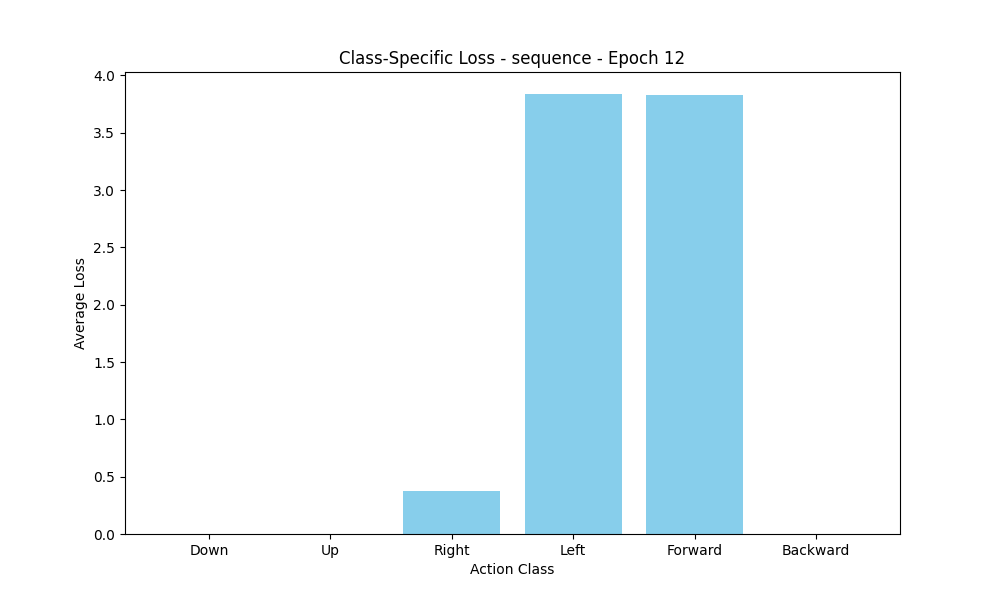 Class-Specific Loss - sequence - Epoch 12
4.0
3.5
3.0
2.5
2.0
1.5
1.0
0.5
0.0
Average Loss
Down Up Right Left Forward Backward
Action Class